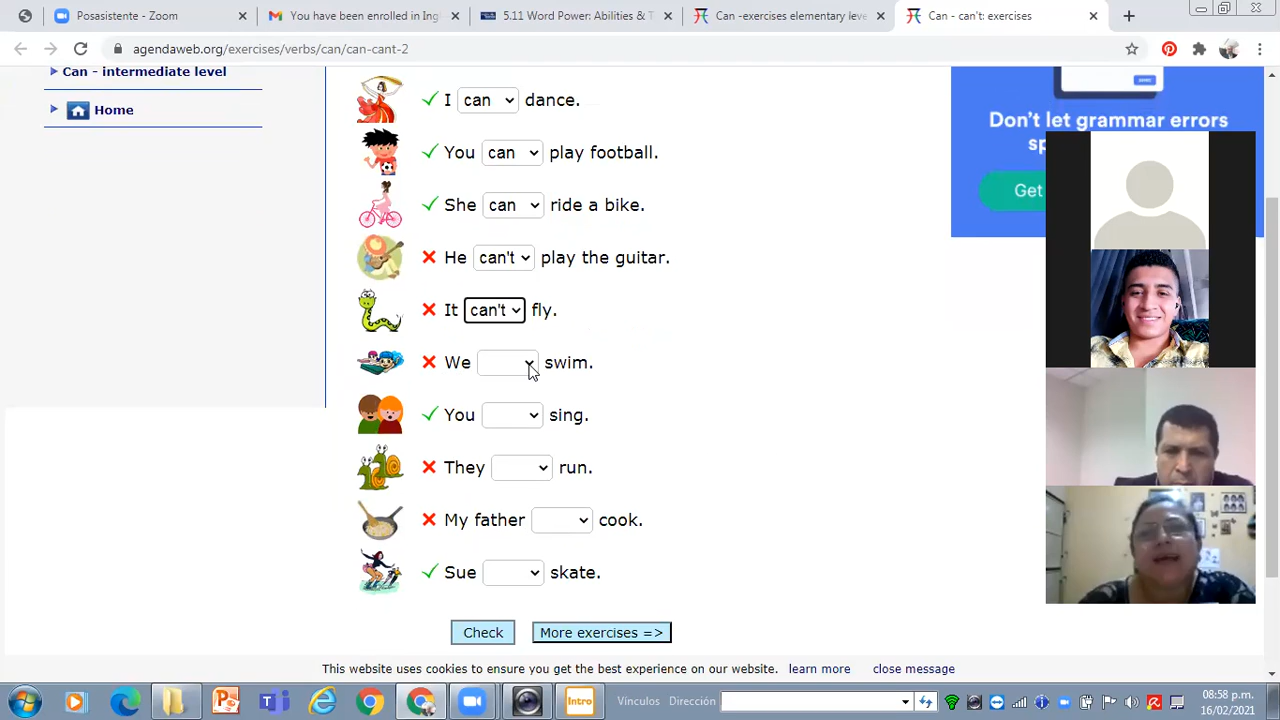 Posasistente - Zoom
You have been enrolled in Ing
5.11 Word Power: Abilities & T
Can -exercises elementary leve
Can - can't: exercises
agendaweb.org/exercises/verbs/can/can-cant-2
Can - intermediate level
Home
I can dance.
You can play football.
She can ride a bike.
He can't play the guitar.
It can't fly.
We swim.
You sing.
They run.
My father cook.
Sue skate.
Check
More exercises =>
Don't let grammar errors
sp
Get
This website uses cookies to ensure you get the best experience on our website. learn more close message
Intro
Vínculos
Dirección
08:58 p.m.
16/02/2021